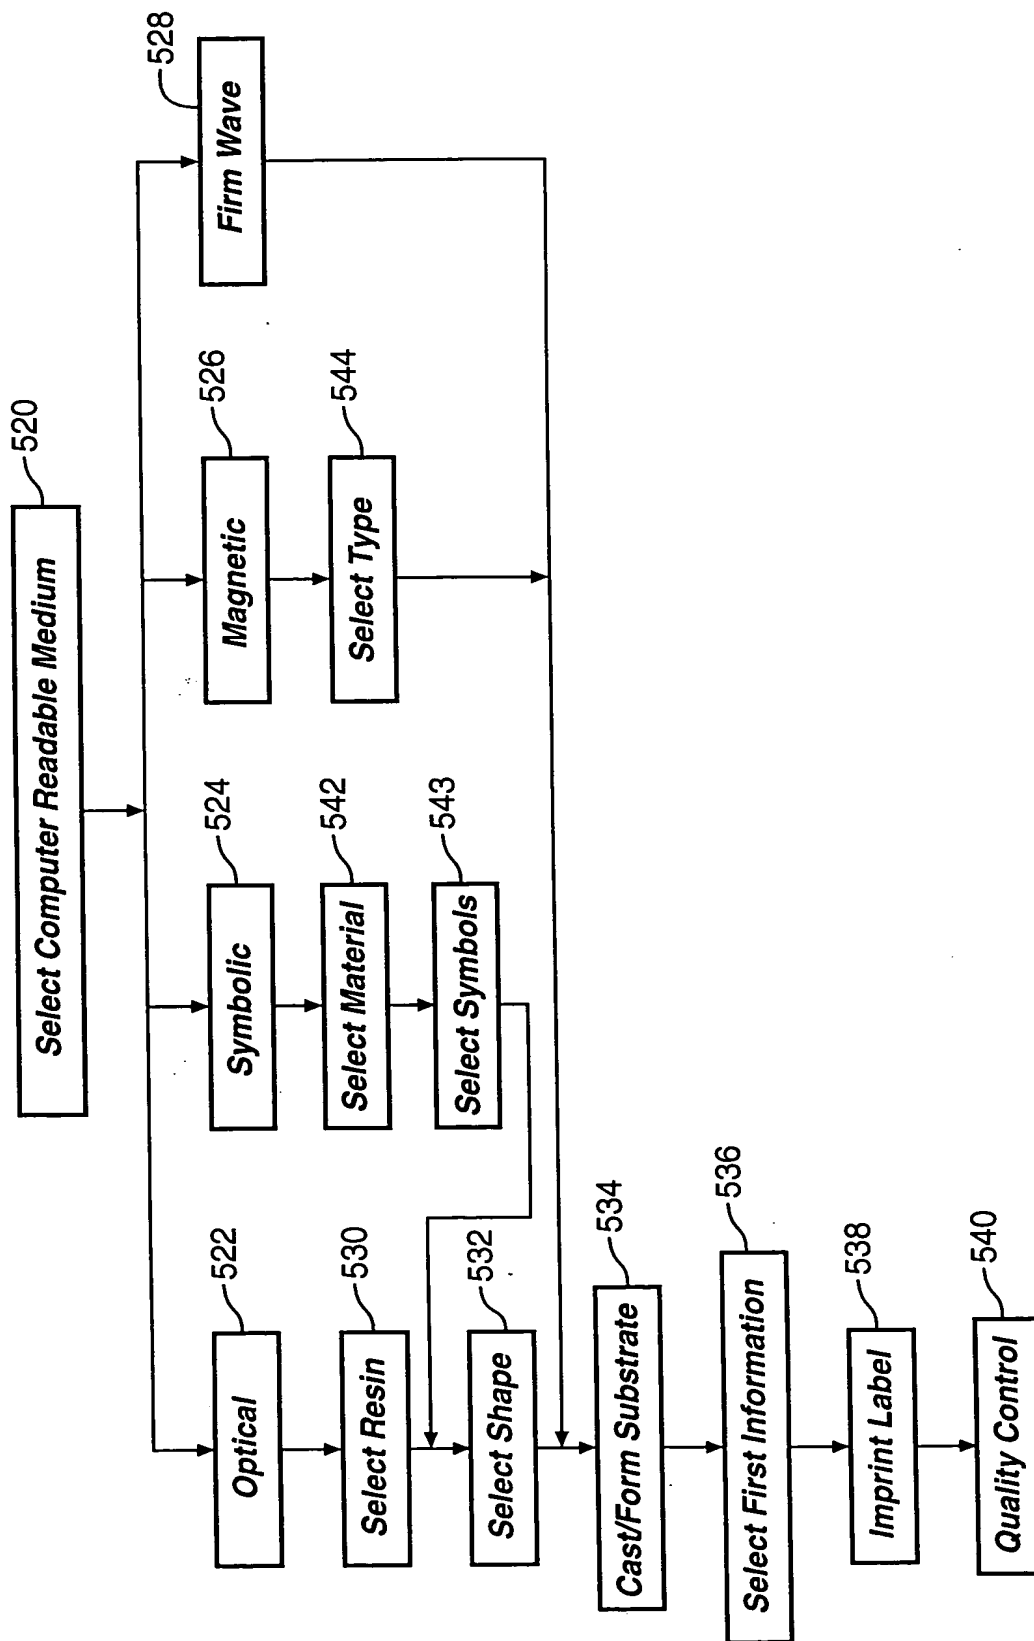 520
Select Computer Readable Medium
522
Optical
524
Symbolic
526
Magnetic
528
Firm Wave
530
Select Resin
542
Select Material
544
Select Type
532
Select Shape
543
Select Symbols
534
Cast/Form Substrate
536
Select First Information
538
Imprint Label
540
Quality Control